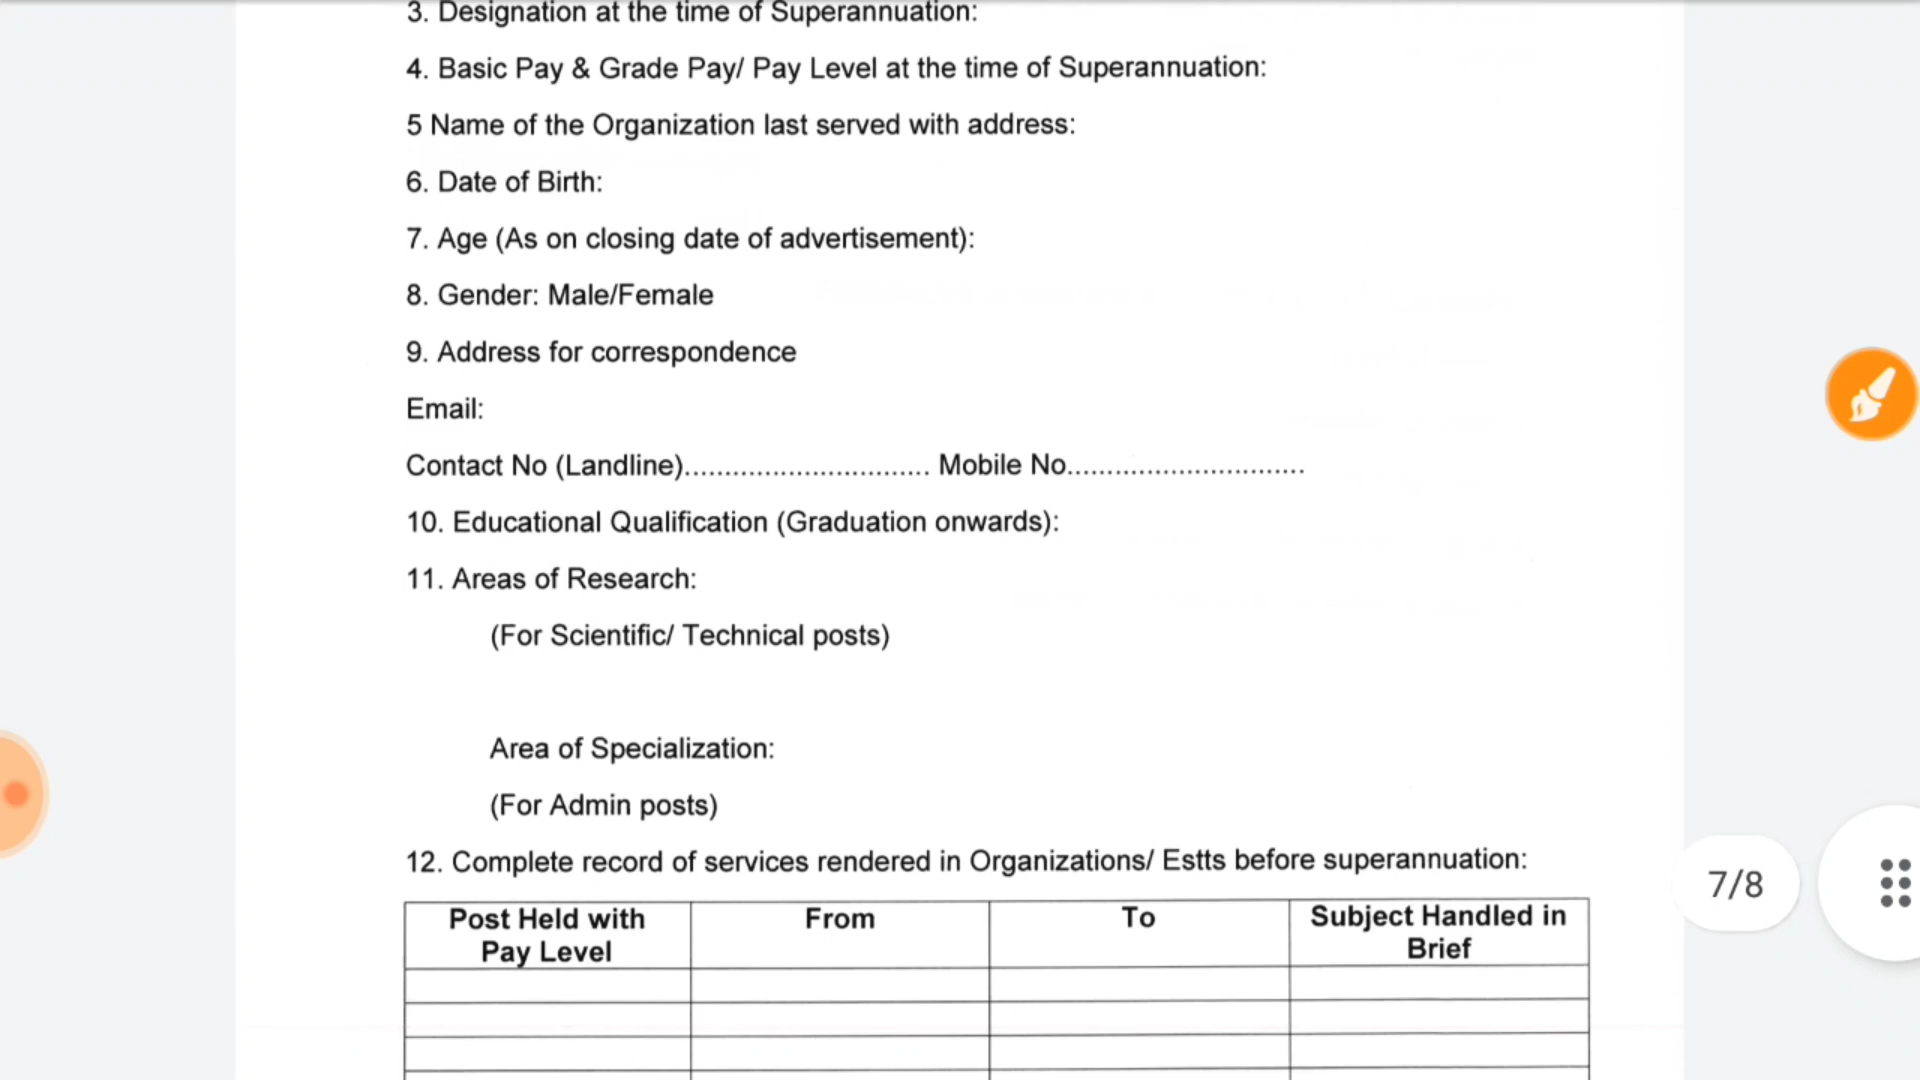 3. Designation at the time of Superannuation:
4. Basic Pay & Grade Pay/ Pay Level at the time of Superannuation:
5 Name of the Organization last served with address:
6. Date of Birth:
7. Age (As on closing date of advertisement):
8. Gender: Male/Female
9. Address for correspondence
Email:
Contact No (Landline)............................. Mobile No............................
10. Educational Qualification (Graduation onwards):
11. Areas of Research:
(For Scientific/ Technical posts)
Area of Specialization:
(For Admin posts)
12. Complete record of services rendered in Organizations/ Estts before superannuation:
Post Held with Pay Level From To Subject Handled in Brief
7/8